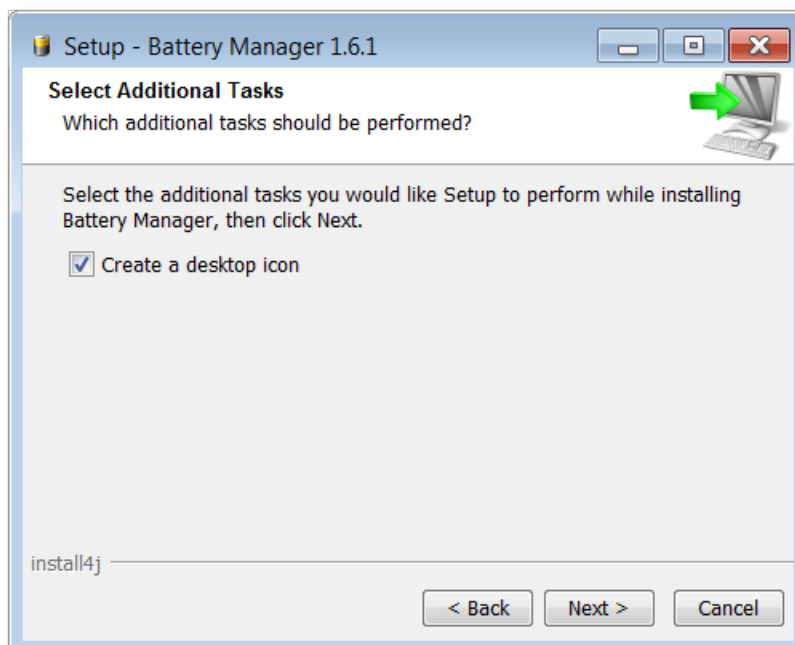 Setup - Battery Manager 1.6.1
Select Additional Tasks
Which additional tasks should be performed?
Select the additional tasks you would like Setup to perform while installing
Battery Manager, then click Next.
Create a desktop icon
install4j
< Back Next > Cancel